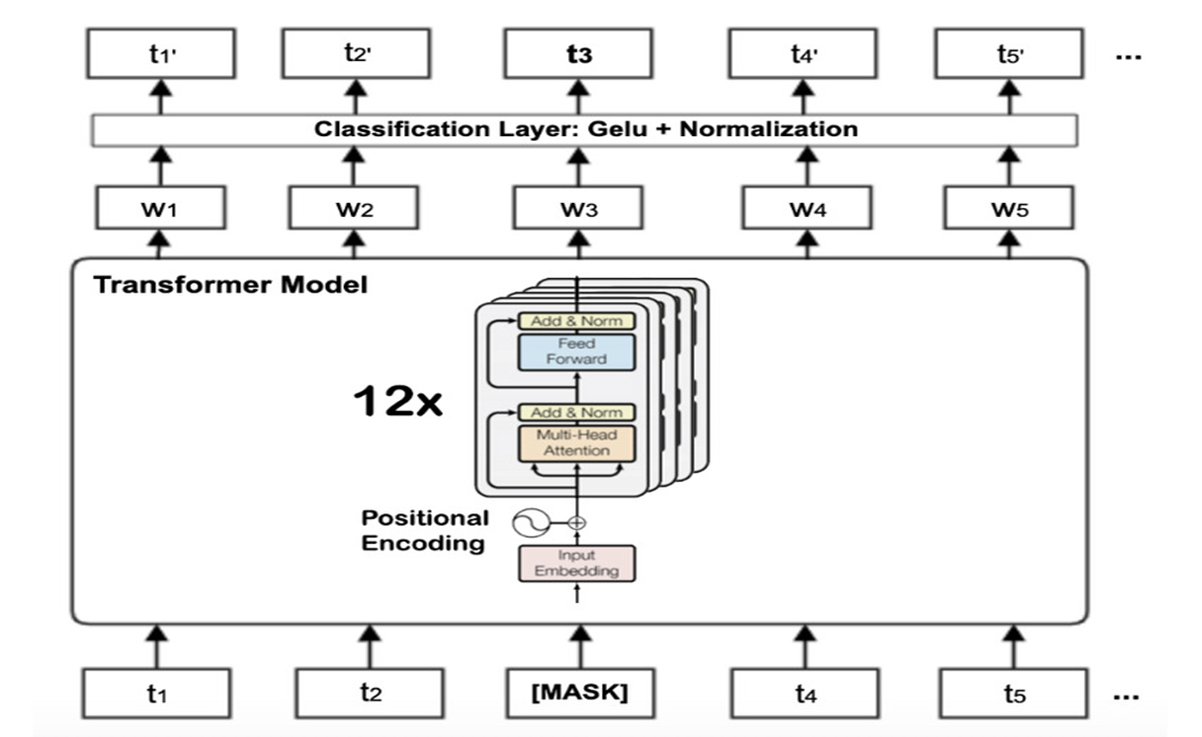 t1'
t2'
t3
t4'
t5'
...
Classification Layer: Gelu + Normalization
W1
W2
W3
W4
W5
Transformer Model
12x
Add & Norm
Feed
Forward
Add & Norm
Multi-Head
Attention
Positional
Encoding
Input
Embedding
t1
t2
[MASK]
t4
t5
...